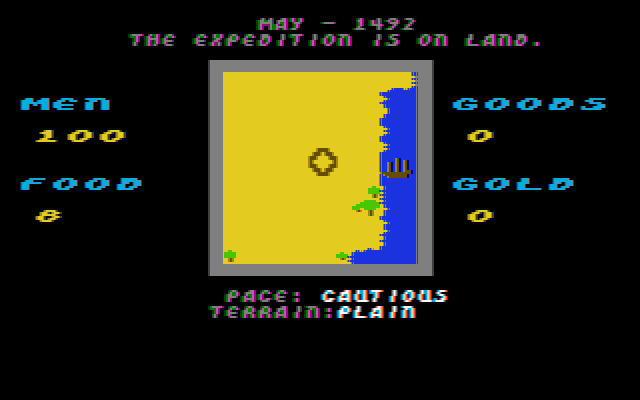 MAY - 1492
THE EXPEDITION IS ON LAND.
MEN
100
FOOD
8
GOODS
0
GOLD
0
PACE: CAUTIOUS
TERRAIN:PLAIN